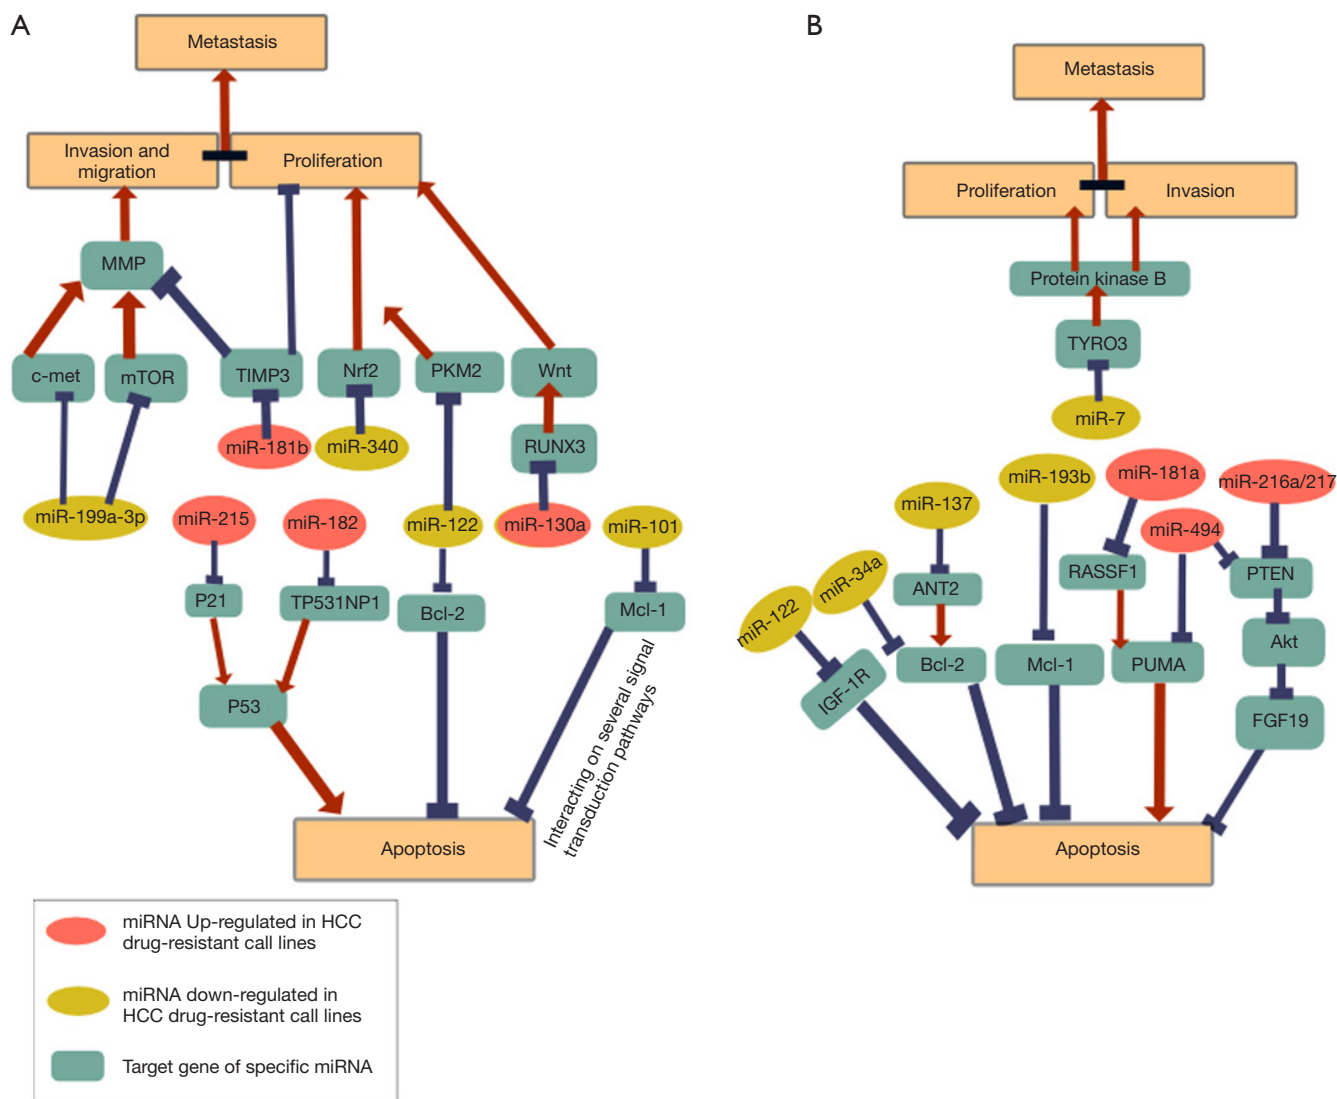 A
Metastasis
Invasion and
migration
Proliferation
MMP
c-met
mTOR
TIMP3
Nrf2
PKM2
Wnt
miR-181b
miR-340
RUNX3
miR-199a-3p
miR-215
miR-182
miR-122
miR-130a
miR-101
P21
TP531NP1
Bcl-2
Mcl-1
P53
Interacting on several signal
transduction pathways
Apoptosis
miRNA Up-regulated in HCC
drug-resistant call lines
miRNA down-regulated in
HCC drug-resistant call lines
Target gene of specific miRNA
B
Metastasis
Proliferation
Invasion
Protein kinase B
TYRO3
miR-7
miR-193b
miR-181a
miR-216a/217
miR-137
miR-494
miR-34a
miR-122
ANT2
RASSF1
PTEN
IGF-1R
Bcl-2
Mcl-1
PUMA
Akt
FGF19
Apoptosis